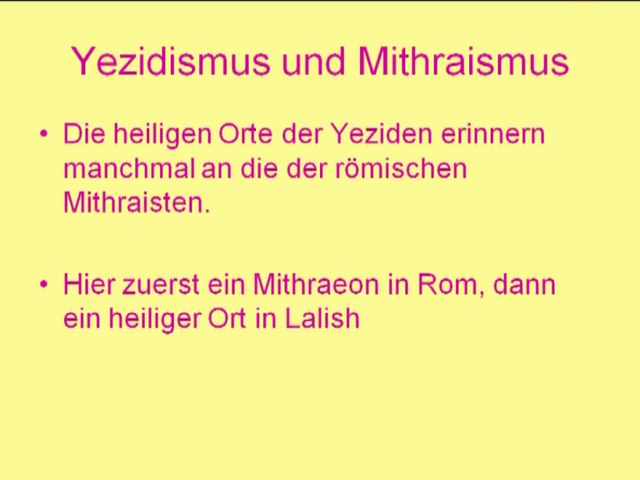 Yezidismus und Mithraismus
• Die heiligen Orte der Yeziden erinnern
manchmal an die der römischen
Mithraisten.
• Hier zuerst ein Mithraeon in Rom, dann
ein heiliger Ort in Lalish